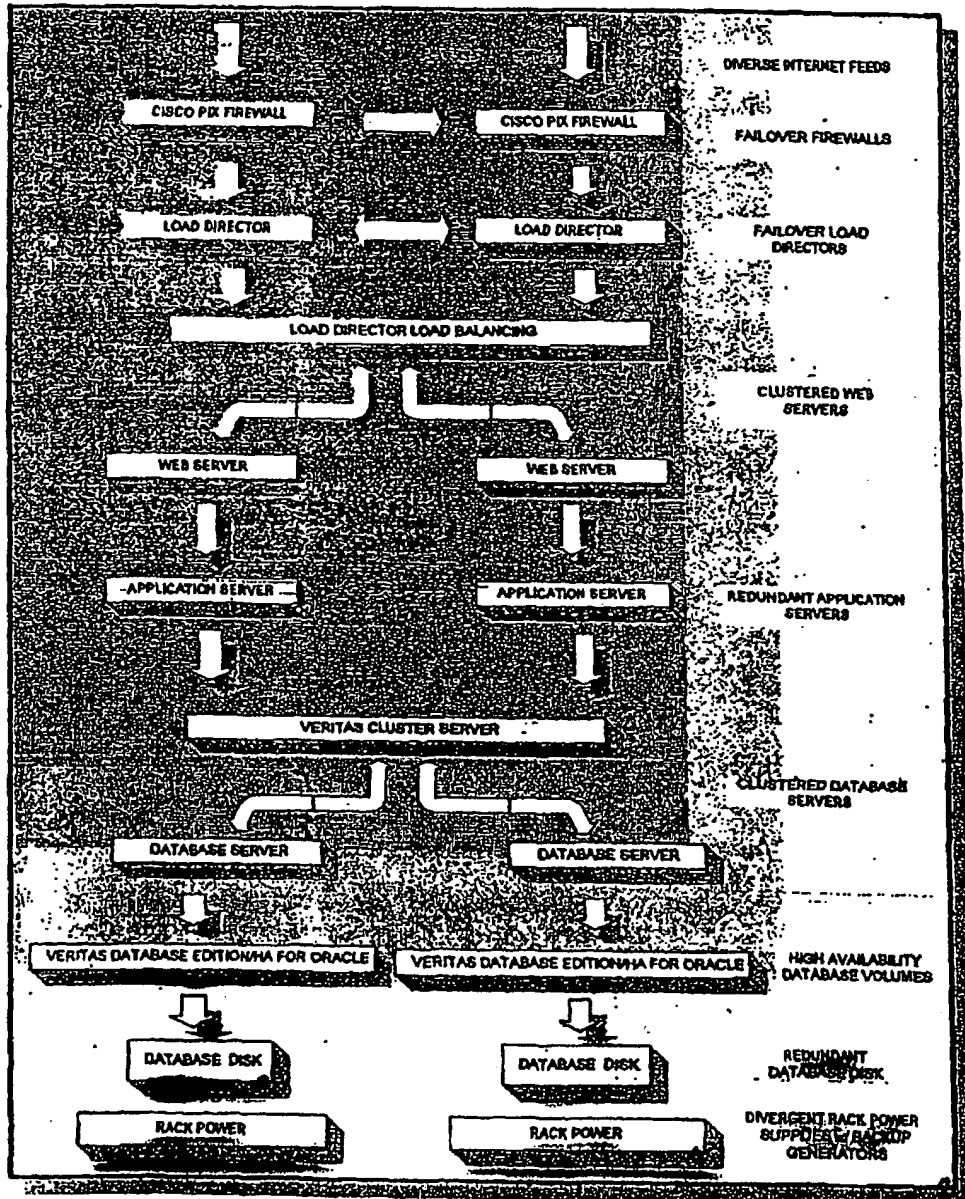 DIVERSE INTERNET FEEDS
CISCO PIX FIREWALL
CISCO PIX FIREWALL
FAILOVER FIREWALLS
LOAD DIRECTOR
LOAD DIRECTOR
FAILOVER LOAD
DIRECTORS
LOAD DIRECTOR LOAD BALANCING
CLUSTERED WEB
SERVERS
WEB SERVER
WEB SERVER
APPLICATION SERVER
APPLICATION SERVER
REDUNDANT APPLICATION
SERVERS
VERITAS CLUSTER SERVER
CLUSTERED DATABASE
SERVERS
DATABASE SERVER
DATABASE SERVER
VERITAS DATABASE EDITION/HA FOR ORACLE
VERITAS DATABASE EDITION/HA FOR ORACLE
HIGH AVAILABILITY
DATABASE VOLUMES
DATABASE DISK
DATABASE DISK
REDUNDANT
DATABASE DISK
RACK POWER
RACK POWER
DIVERGENT RACK POWER
SUPPLIES w/ BACKUP
GENERATORS